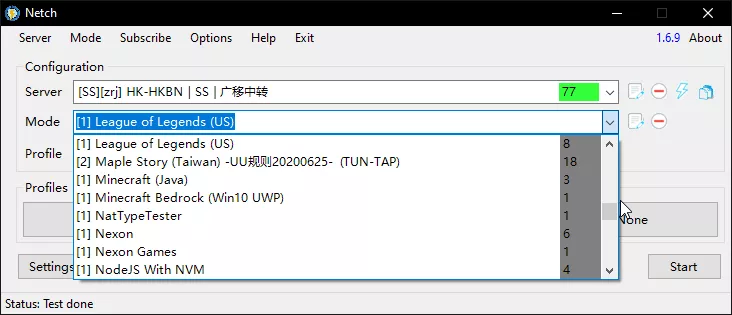 Netch
Server Mode Subscribe Options Help Exit 1.6.9 About
Configuration
Server [SS][zrj] HK-HKBN | SS | 广移中转 77
Mode [1] League of Legends (US)
[1] League of Legends (US) 8
[2] Maple Story (Taiwan) -UU规则20200625- (TUN-TAP) 18
Profile
[1] Minecraft (Java) 3
Profiles
[1] Minecraft Bedrock (Win10 UWP) 1
[1] NatTypeTester 1
None
[1] Nexon 6
[1] Nexon Games 1
Settings
[1] NodeJS With NVM 4
Start
Status: Test done